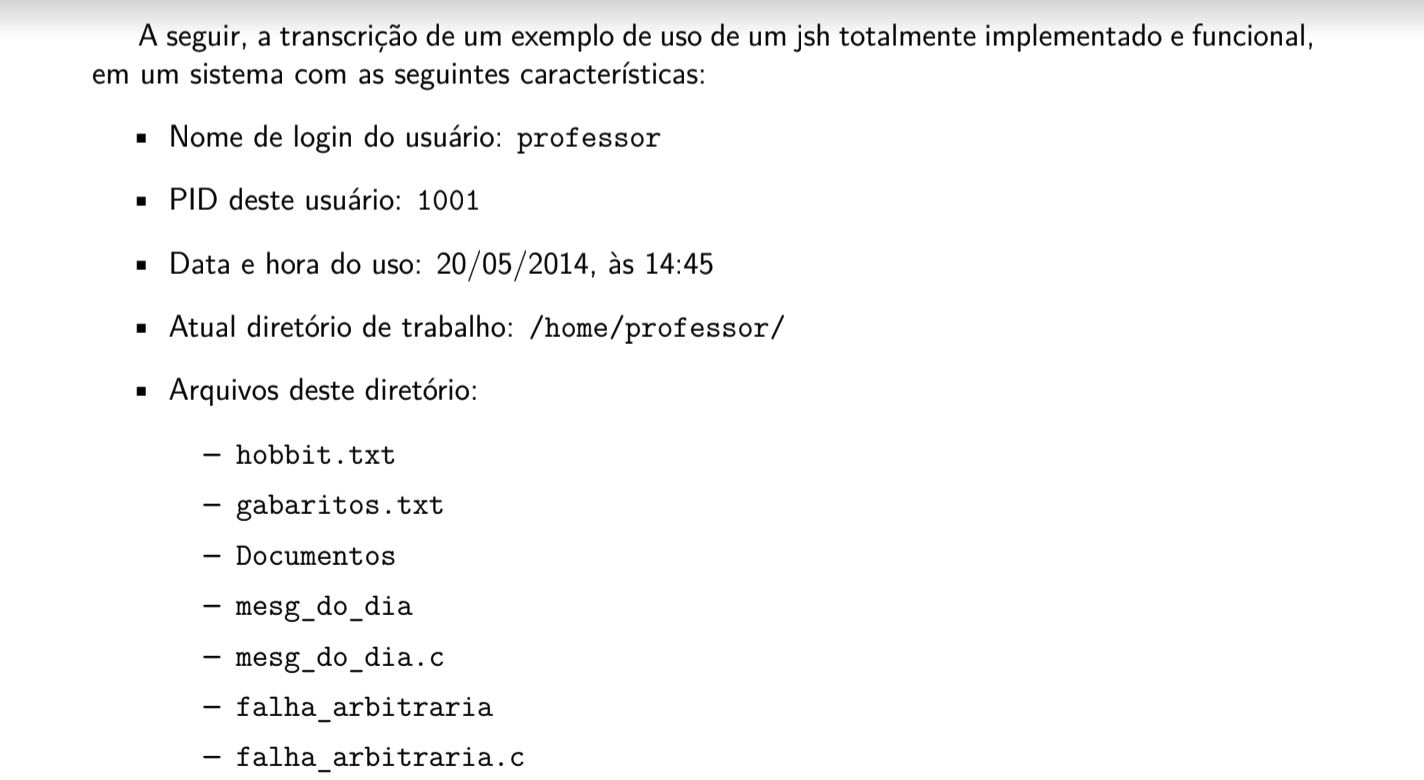 A seguir, a transcrição de um exemplo de uso de um jsh totalmente implementado e funcional,
em um sistema com as seguintes características:
▪ Nome de login do usuário: professor
▪ PID deste usuário: 1001
▪ Data e hora do uso: 20/05/2014, às 14:45
▪ Atual diretório de trabalho: /home/professor/
▪ Arquivos deste diretório:
– hobbit.txt
– gabaritos.txt
– Documentos
– mesg_do_dia
– mesg_do_dia.c
– falha_arbitraria
– falha_arbitraria.c